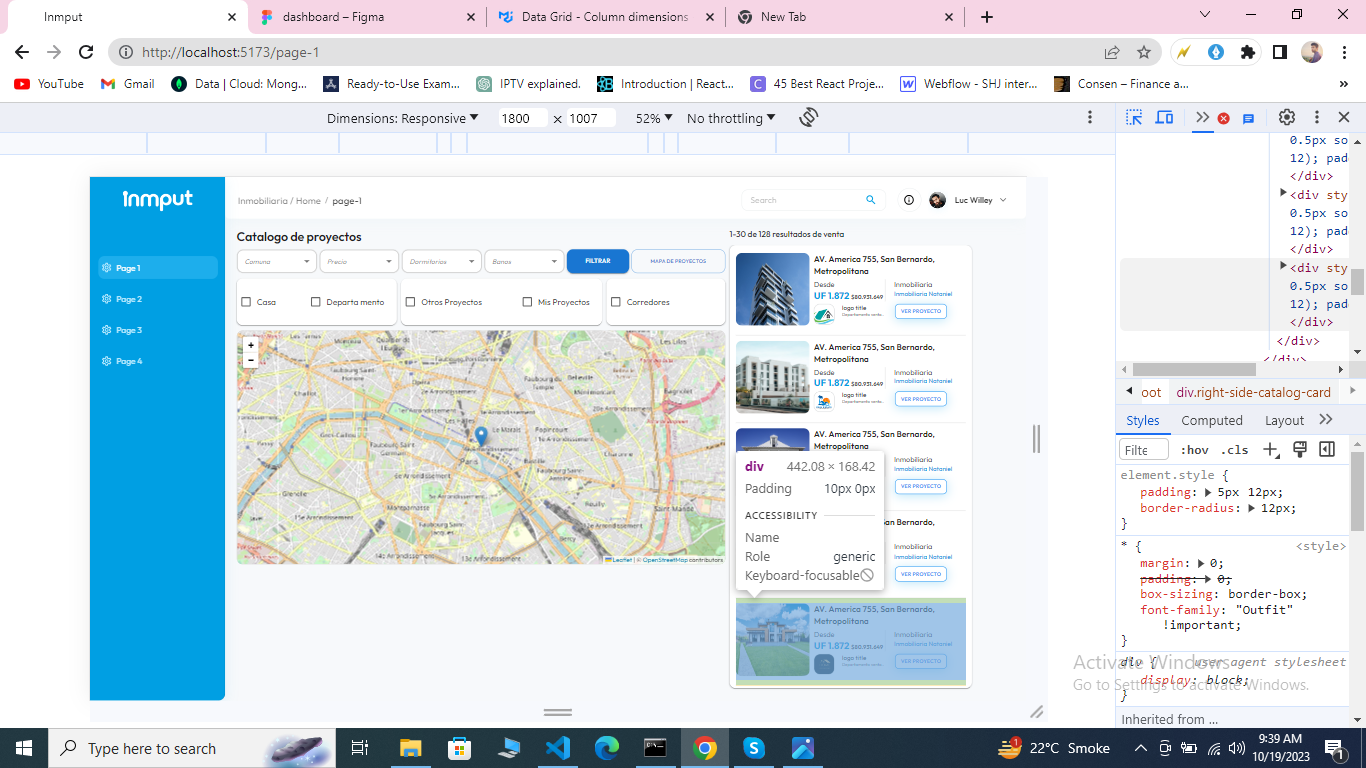 Inmput
dashboard – Figma
Data Grid - Column dimensions
New Tab
http://localhost:5173/page-1
YouTube
Gmail
Data | Cloud: Mong...
Ready-to-Use Exam...
IPTV explained.
Introduction | React...
45 Best React Proje...
Webflow - SHJ inter...
Consen – Finance a...
»
Dimensions: Responsive
1800 × 1007
52%
No throttling
inmput
Page 1
Page 2
Page 3
Page 4
Inmobiliaria / Home / page-1
Search
Luc Willey
Catalogo de proyectos
Comuna
Precio
Dormitorios
Banos
FILTRAR
MAPA DE PROYECTOS
Casa
Departa mento
Otros Proyectos
Mis Proyectos
Corredores
+
−
Paris
Leaflet | © OpenStreetMap contributors
1-30 de 128 resultados de venta
AV. America 755, San Bernardo,
Metropolitana
Desde
UF 1.872 $80.931.649
logo title
Inmobiliaria
Inmobiliaria Nataniel
VER PROYECTO
AV. America 755, San Bernardo,
Metropolitana
Desde
UF 1.872 $80.931.649
logo title
Inmobiliaria
Inmobiliaria Nataniel
VER PROYECTO
AV. America 755, San Bernardo,
Inmobiliaria
Inmobiliaria Nataniel
VER PROYECTO
Inmobiliaria
Inmobiliaria Nataniel
VER PROYECTO
div 442.08 × 168.42
Padding 10px 0px
ACCESSIBILITY
Name
Role generic
Keyboard-focusable
AV. America 755, San Bernardo,
Metropolitana
Desde
UF 1.872 $80.931.649
logo title
Inmobiliaria
Inmobiliaria Nataniel
VER PROYECTO
0.5px so
12); pad
</div>
<div sty
0.5px so
12); pad
</div>
<div sty
0.5px so
12); pad
</div>
</div>
</div>
oot div.right-side-catalog-card
Styles Computed Layout
Filte :hov .cls
element.style {
padding: 5px 12px;
border-radius: 12px;
}
* { <style>
margin: 0;
padding: 0;
box-sizing: border-box;
font-family: "Outfit"
!important;
}
div { user agent stylesheet
display: block;
}
Inherited from ...
Activate Windows
Go to Settings to activate Windows.
Type here to search
1
22°C Smoke
9:39 AM
10/19/2023
1